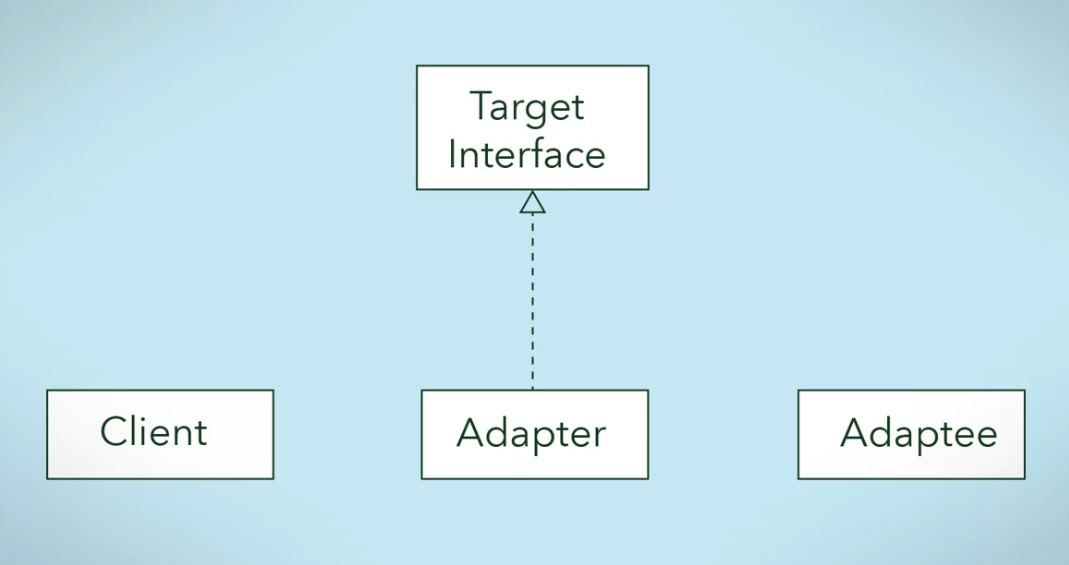 Target
Interface
Client
Adapter
Adaptee